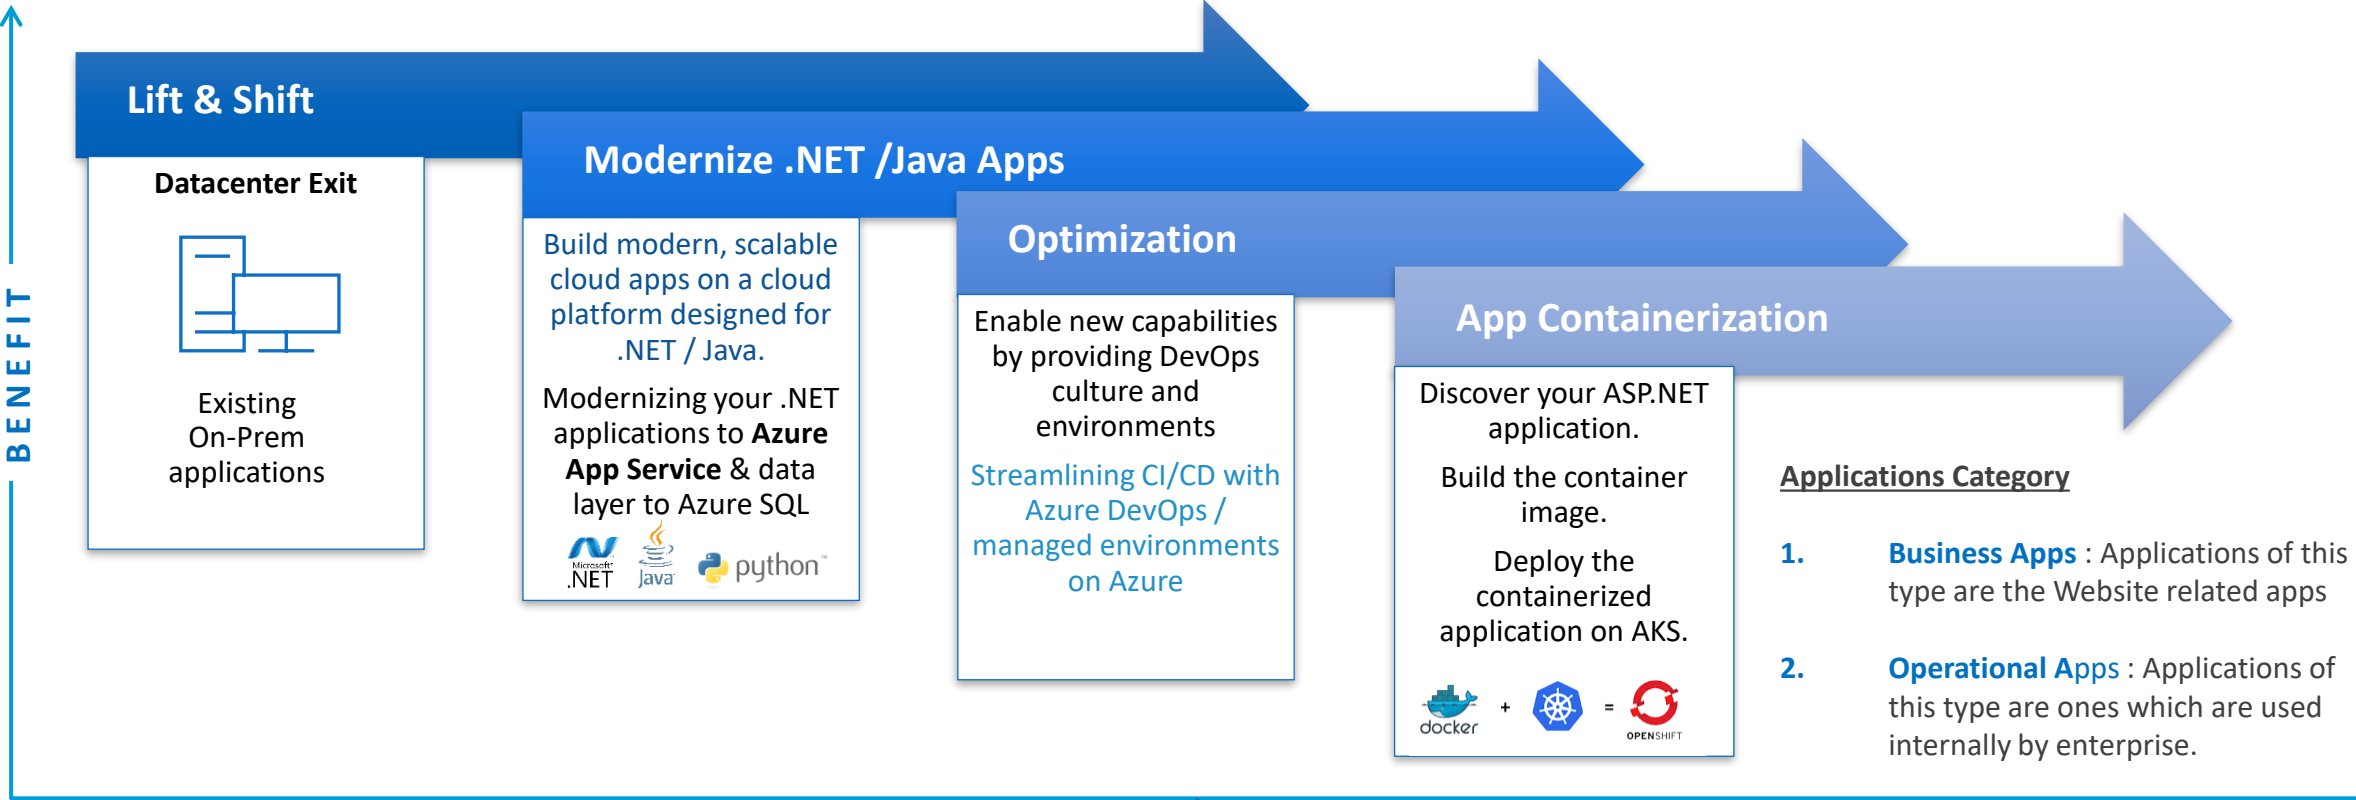 BENEFIT
Lift & Shift
Datacenter Exit
Existing
On-Prem
applications
Modernize .NET /Java Apps
Build modern, scalable
cloud apps on a cloud
platform designed for
.NET / Java.
Modernizing your .NET
applications to Azure
App Service & data
layer to Azure SQL
Microsoft®
.NET
Java™
python™
Optimization
Enable new capabilities
by providing DevOps
culture and
environments
Streamlining CI/CD with
Azure DevOps /
managed environments
on Azure
App Containerization
Discover your ASP.NET
application.
Build the container
image.
Deploy the
containerized
application on AKS.
docker + = OPENSHIFT
Applications Category
1. Business Apps : Applications of this
type are the Website related apps
2. Operational Apps : Applications of
this type are ones which are used
internally by enterprise.